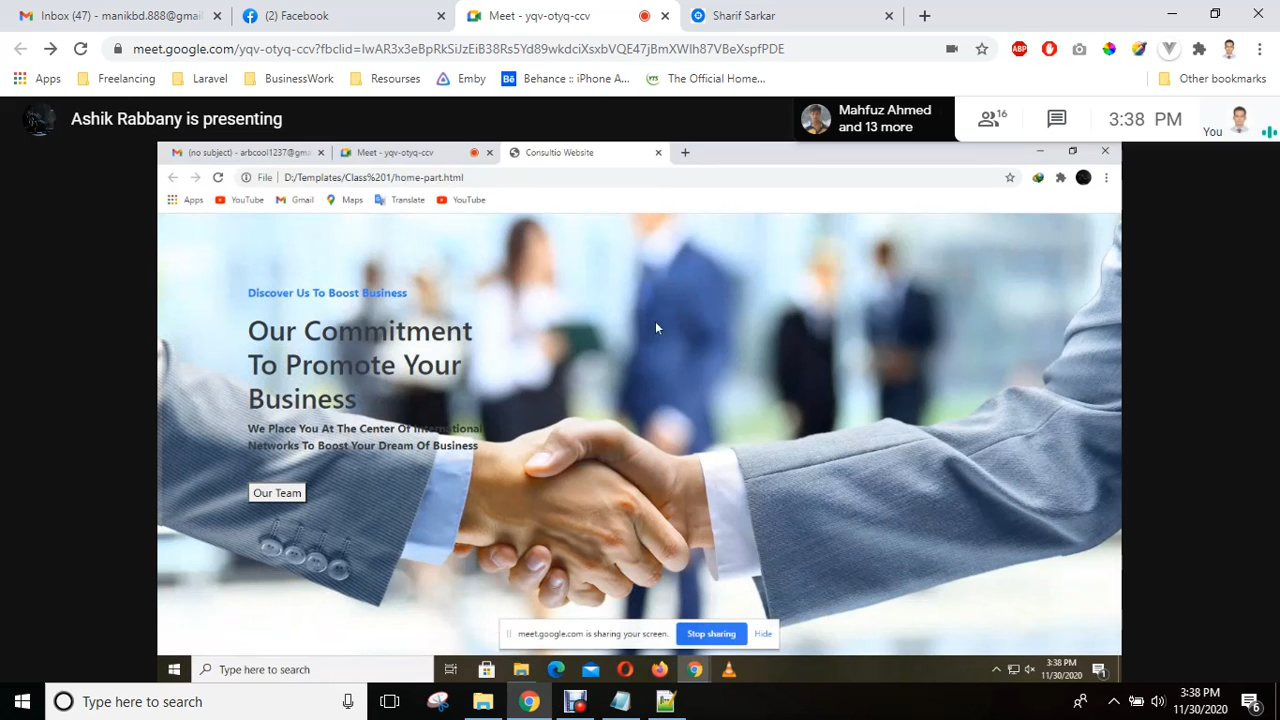 Inbox (47) - manikbd.888@gmail
(2) Facebook
Meet - yqv-otyq-ccv
Sharif Sarkar
meet.google.com/yqv-otyq-ccv?fbclid=IwAR3x3eBpRkSiJzEiB38Rs5Yd89wkdciXsxbVQE47jBmXWIh87VBeXspfPDE
ABP
Apps
Freelancing
Laravel
BusinessWork
Resourses
Emby
Bē
Behance :: iPhone A...
YTS
The Official Home...
Other bookmarks
Ashik Rabbany is presenting
Mahfuz Ahmed
and 13 more
16
3:38 PM
You
(no subject) - arbcool1237@gma
Meet - yqv-otyq-ccv
Consultio Website
File
D:/Templates/Class%201/home-part.html
Apps
YouTube
Gmail
Maps
Translate
YouTube
Discover Us To Boost Business
Our Commitment
To Promote Your
Business
We Place You At The Center Of International
Networks To Boost Your Dream Of Business
Our Team
meet.google.com is sharing your screen.
Stop sharing
Hide
Type here to search
3:38 PM
11/30/2020
1
Type here to search
3:38 PM
11/30/2020
6